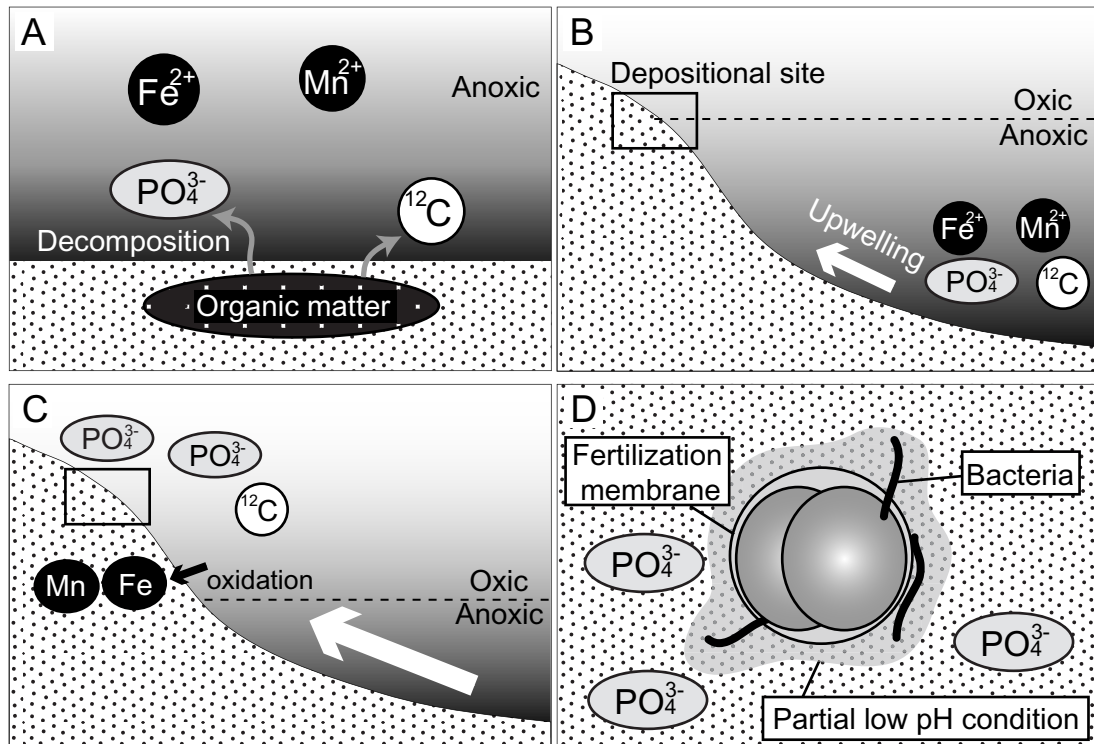 A
Fe2+
Mn2+
Anoxic
PO43-
12C
Decomposition
Organic matter
B
Depositional site
Oxic
Anoxic
Upwelling
Fe2+
Mn2+
PO43-
12C
C
PO43-
PO43-
12C
Mn
Fe
oxidation
Oxic
Anoxic
D
Fertilization
membrane
Bacteria
PO43-
PO43-
PO43-
Partial low pH condition